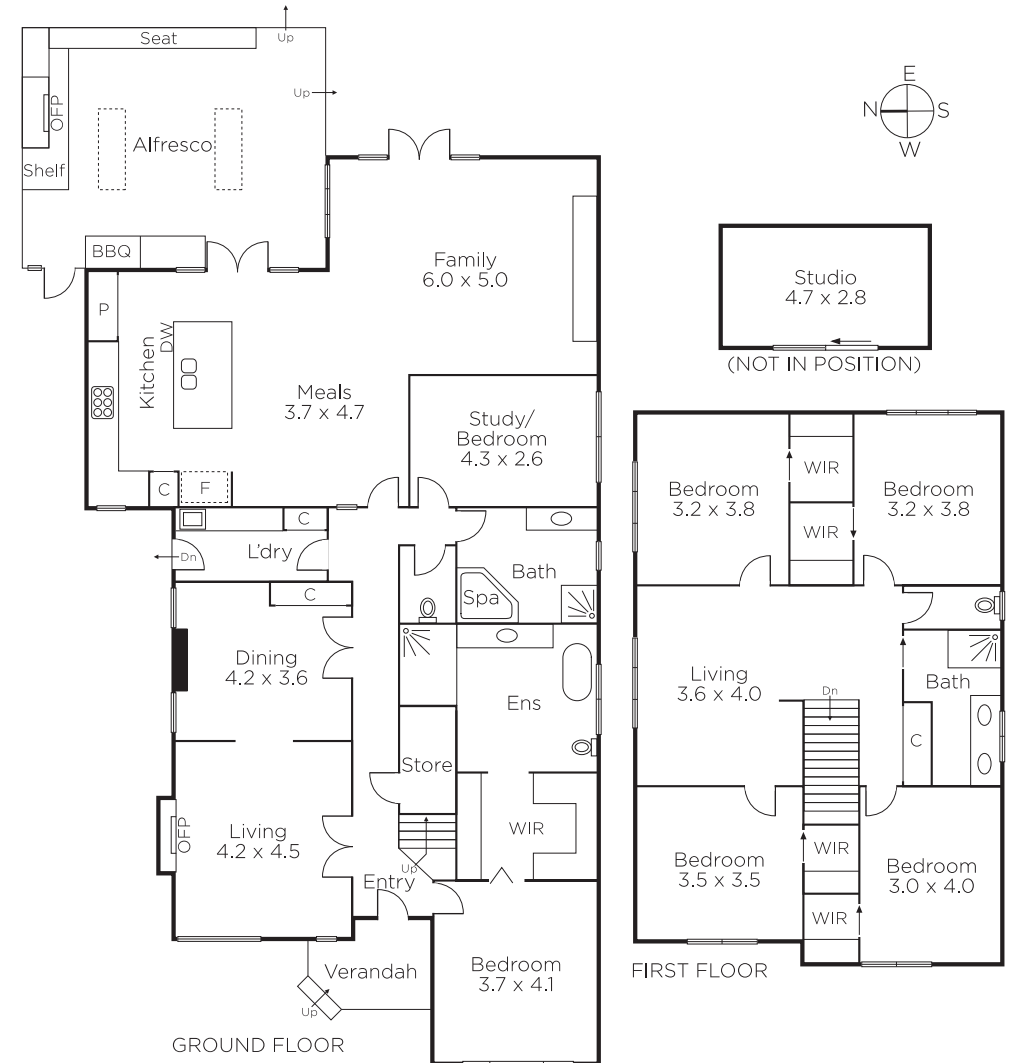 Up
Seat
Up
OFP
Alfresco
Shelf
BBQ
E
N
S
W
Family
6.0 x 5.0
Studio
4.7 x 2.8
(NOT IN POSITION)
P
Kitchen
DW
Meals
3.7 x 4.7
Study/
Bedroom
4.3 x 2.6
C
F
C
Dn
L'dry
Bath
Spa
C
Dining
4.2 x 3.6
Ens
Store
Living
4.2 x 4.5
OFP
WIR
Up
Entry
Verandah
Up
Bedroom
3.7 x 4.1
GROUND FLOOR
WIR
Bedroom
3.2 x 3.8
Bedroom
3.2 x 3.8
WIR
Living
3.6 x 4.0
Dn
Bath
C
WIR
Bedroom
3.5 x 3.5
Bedroom
3.0 x 4.0
WIR
FIRST FLOOR